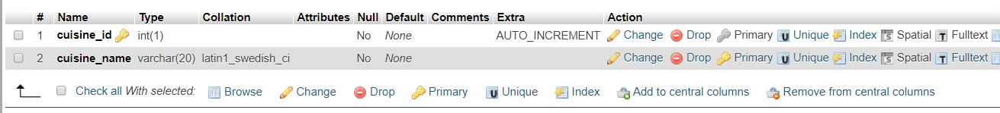 # Name Type Collation Attributes Null Default Comments Extra Action
1 cuisine_id int(1) No None AUTO_INCREMENT Change Drop Primary Unique Index Spatial Fulltext
2 cuisine_name varchar(20) latin1_swedish_ci No None Change Drop Primary Unique Index Spatial Fulltext
Check all With selected: Browse Change Drop Primary Unique Index Add to central columns Remove from central columns